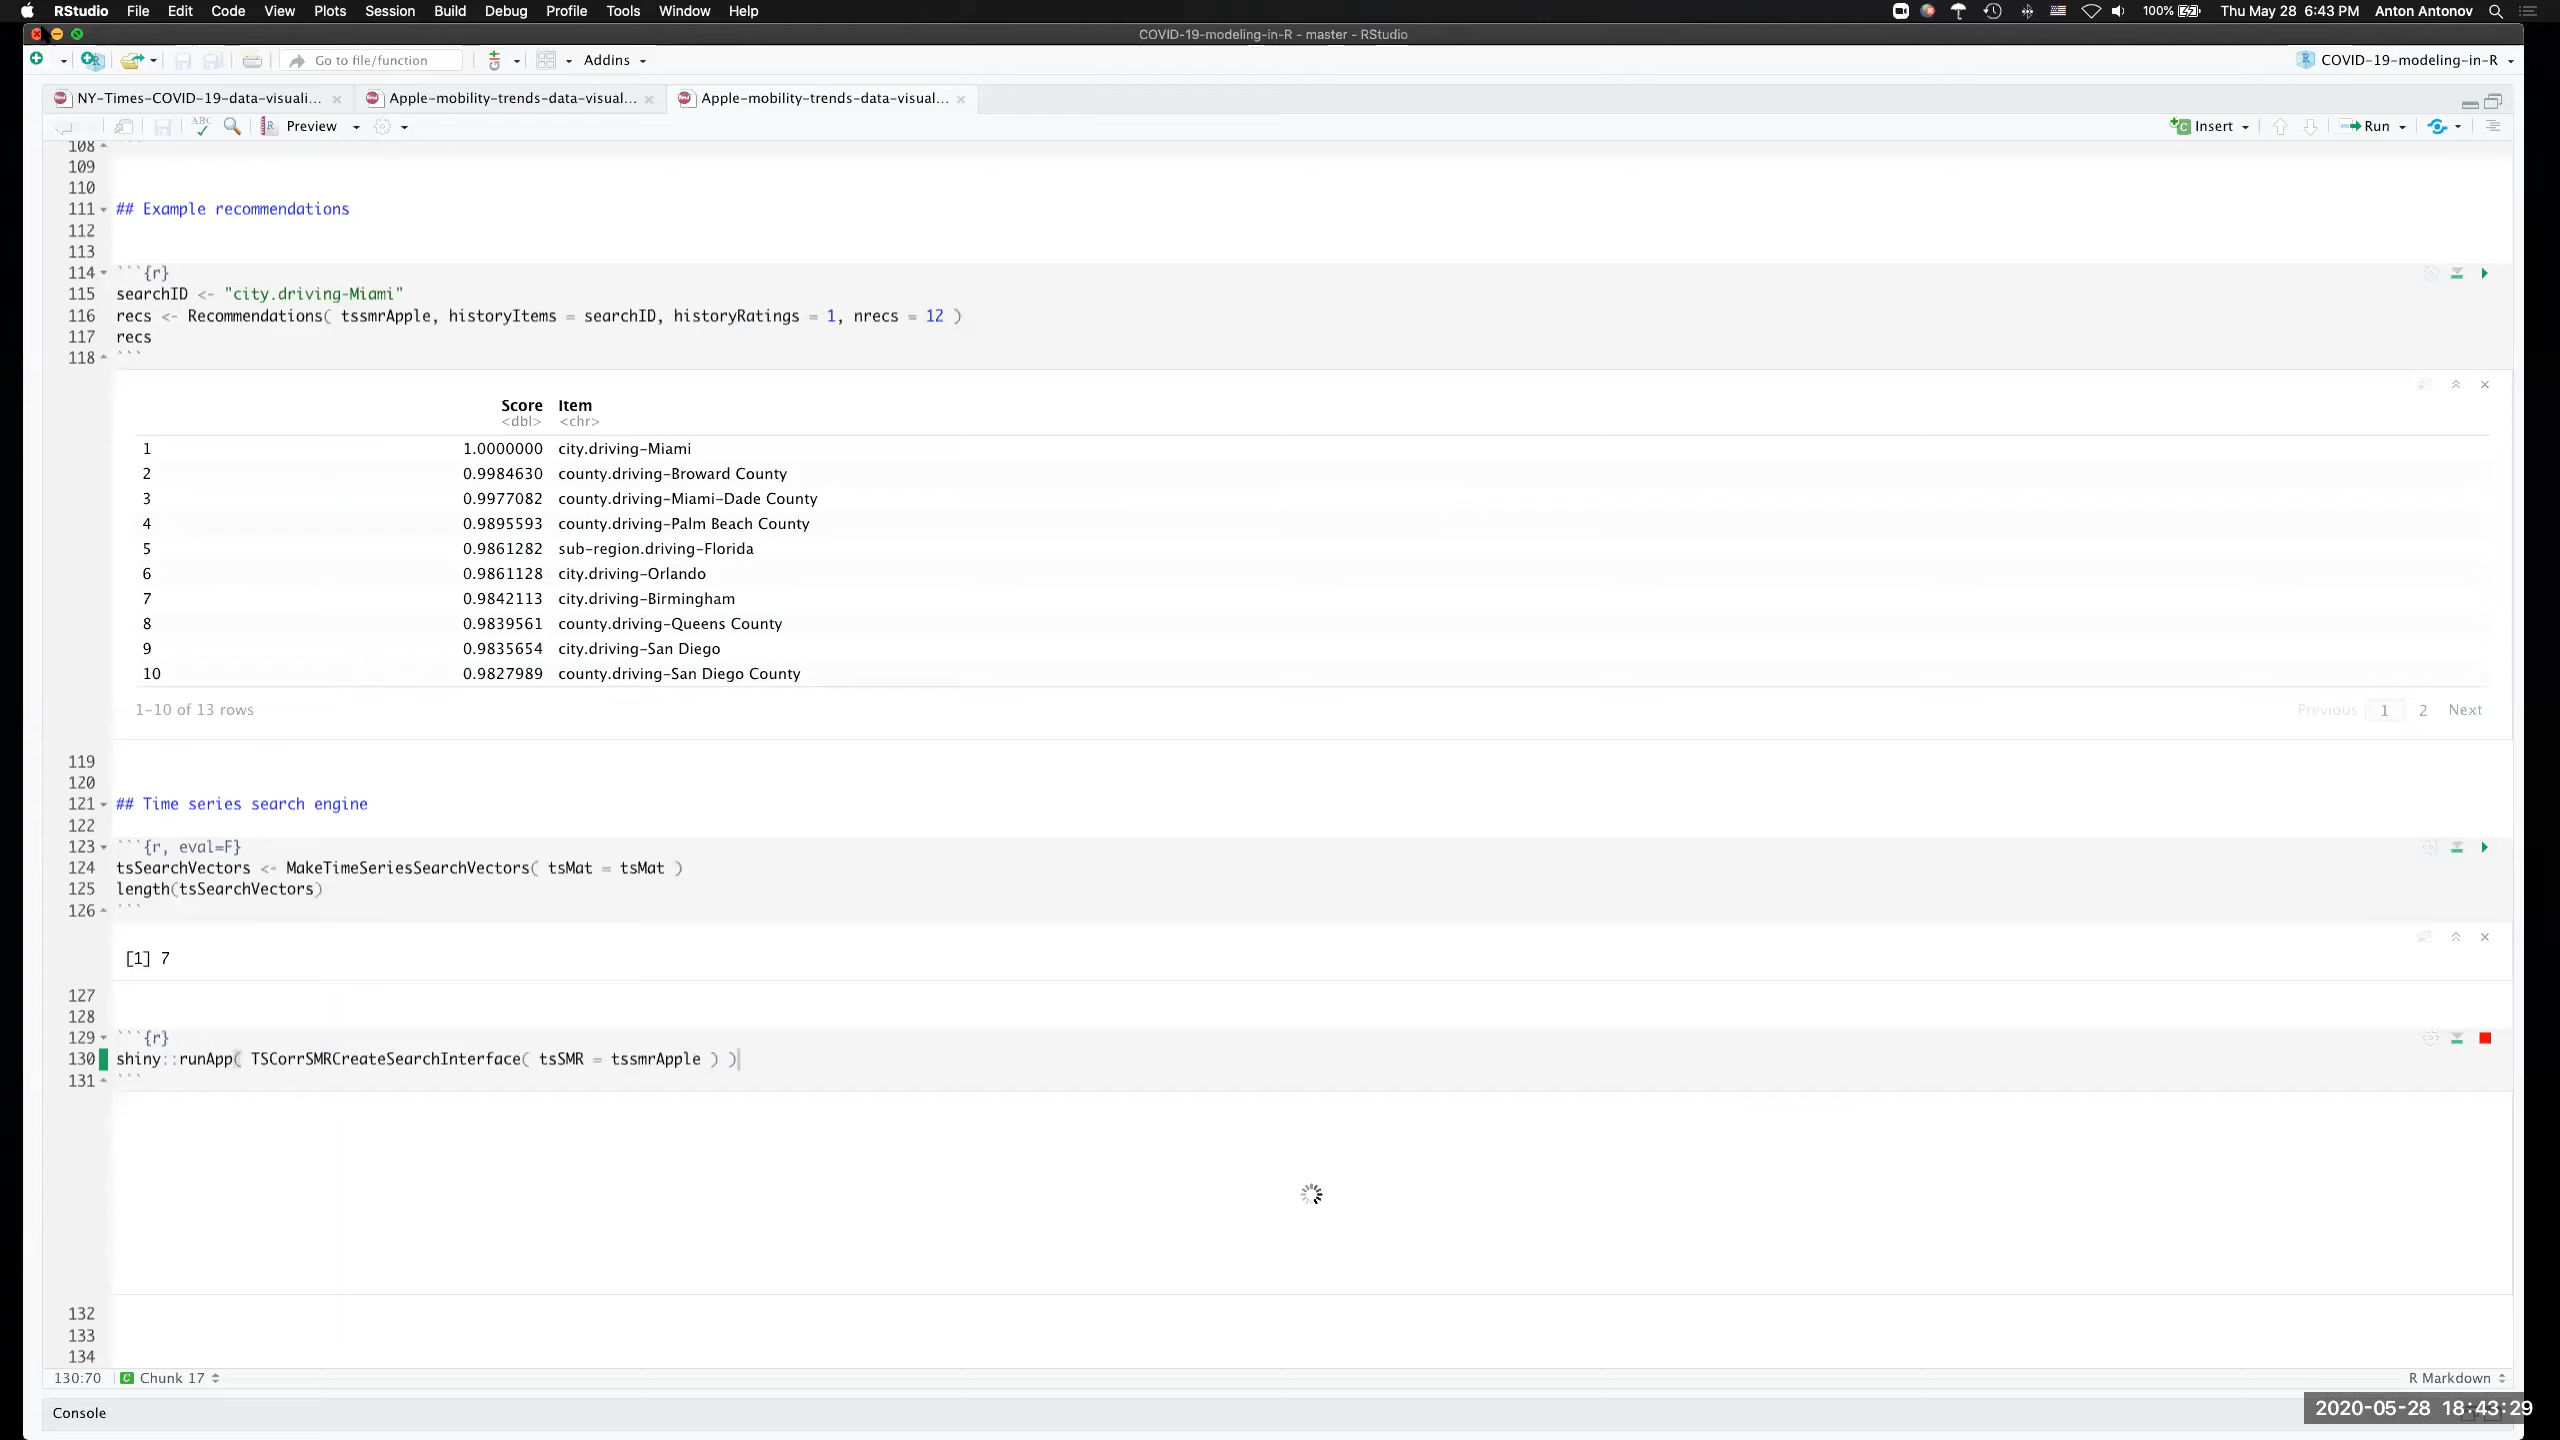 RStudio File Edit Code View Plots Session Build Debug Profile Tools Window Help 100% Thu May 28 6:43 PM Anton Antonov
COVID-19-modeling-in-R - master - RStudio
Go to file/function Addins COVID-19-modeling-in-R
NY-Times-COVID-19-data-visuali... Apple-mobility-trends-data-visual... Apple-mobility-trends-data-visual...
ABC Preview Insert Run
108 ```
109
110
111 ## Example recommendations
112
113
114 ```{r}
115 searchID <- "city.driving-Miami"
116 recs <- Recommendations( tssmrApple, historyItems = searchID, historyRatings = 1, nrecs = 12 )
117 recs
118 ```
Score Item
<dbl> <chr>
1 1.0000000 city.driving-Miami
2 0.9984630 county.driving-Broward County
3 0.9977082 county.driving-Miami-Dade County
4 0.9895593 county.driving-Palm Beach County
5 0.9861282 sub-region.driving-Florida
6 0.9861128 city.driving-Orlando
7 0.9842113 city.driving-Birmingham
8 0.9839561 county.driving-Queens County
9 0.9835654 city.driving-San Diego
10 0.9827989 county.driving-San Diego County
1-10 of 13 rows Previous 1 2 Next
119
120
121 ## Time series search engine
122
123 ```{r, eval=F}
124 tsSearchVectors <- MakeTimeSeriesSearchVectors( tsMat = tsMat )
125 length(tsSearchVectors)
126 ```
[1] 7
127
128
129 ```{r}
130 shiny::runApp( TSCorrSMRCreateSearchInterface( tsSMR = tssmrApple ) )
131 ```
132
133
134
130:70 Chunk 17 R Markdown
Console
2020-05-28 18:43:29